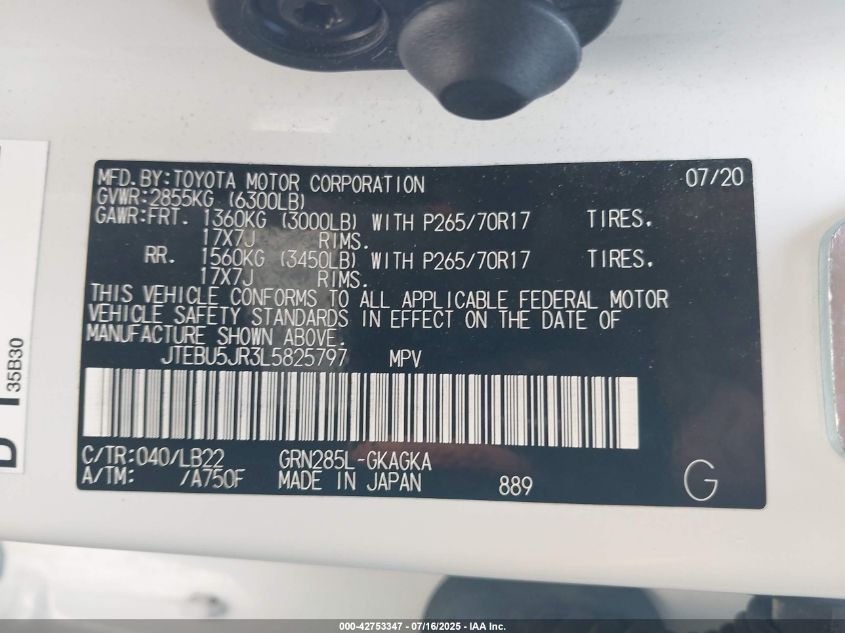 MFD.BY:TOYOTA MOTOR CORPORATION 07/20
GVWR:2855KG (6300LB)
GAWR:FRT. 1360KG (3000LB) WITH P265/70R17 TIRES.
17X7J RIMS.
RR. 1560KG (3450LB) WITH P265/70R17 TIRES.
17X7J RIMS.
THIS VEHICLE CONFORMS TO ALL APPLICABLE FEDERAL MOTOR
VEHICLE SAFETY STANDARDS IN EFFECT ON THE DATE OF
MANUFACTURE SHOWN ABOVE.
JTEBU5JR3L5825797 MPV
C/TR:040/LB22 GRN285L-GKAGKA
A/TM: /A750F MADE IN JAPAN 889 G
35B30
000-42753347 - 07/16/2025 - IAA Inc.